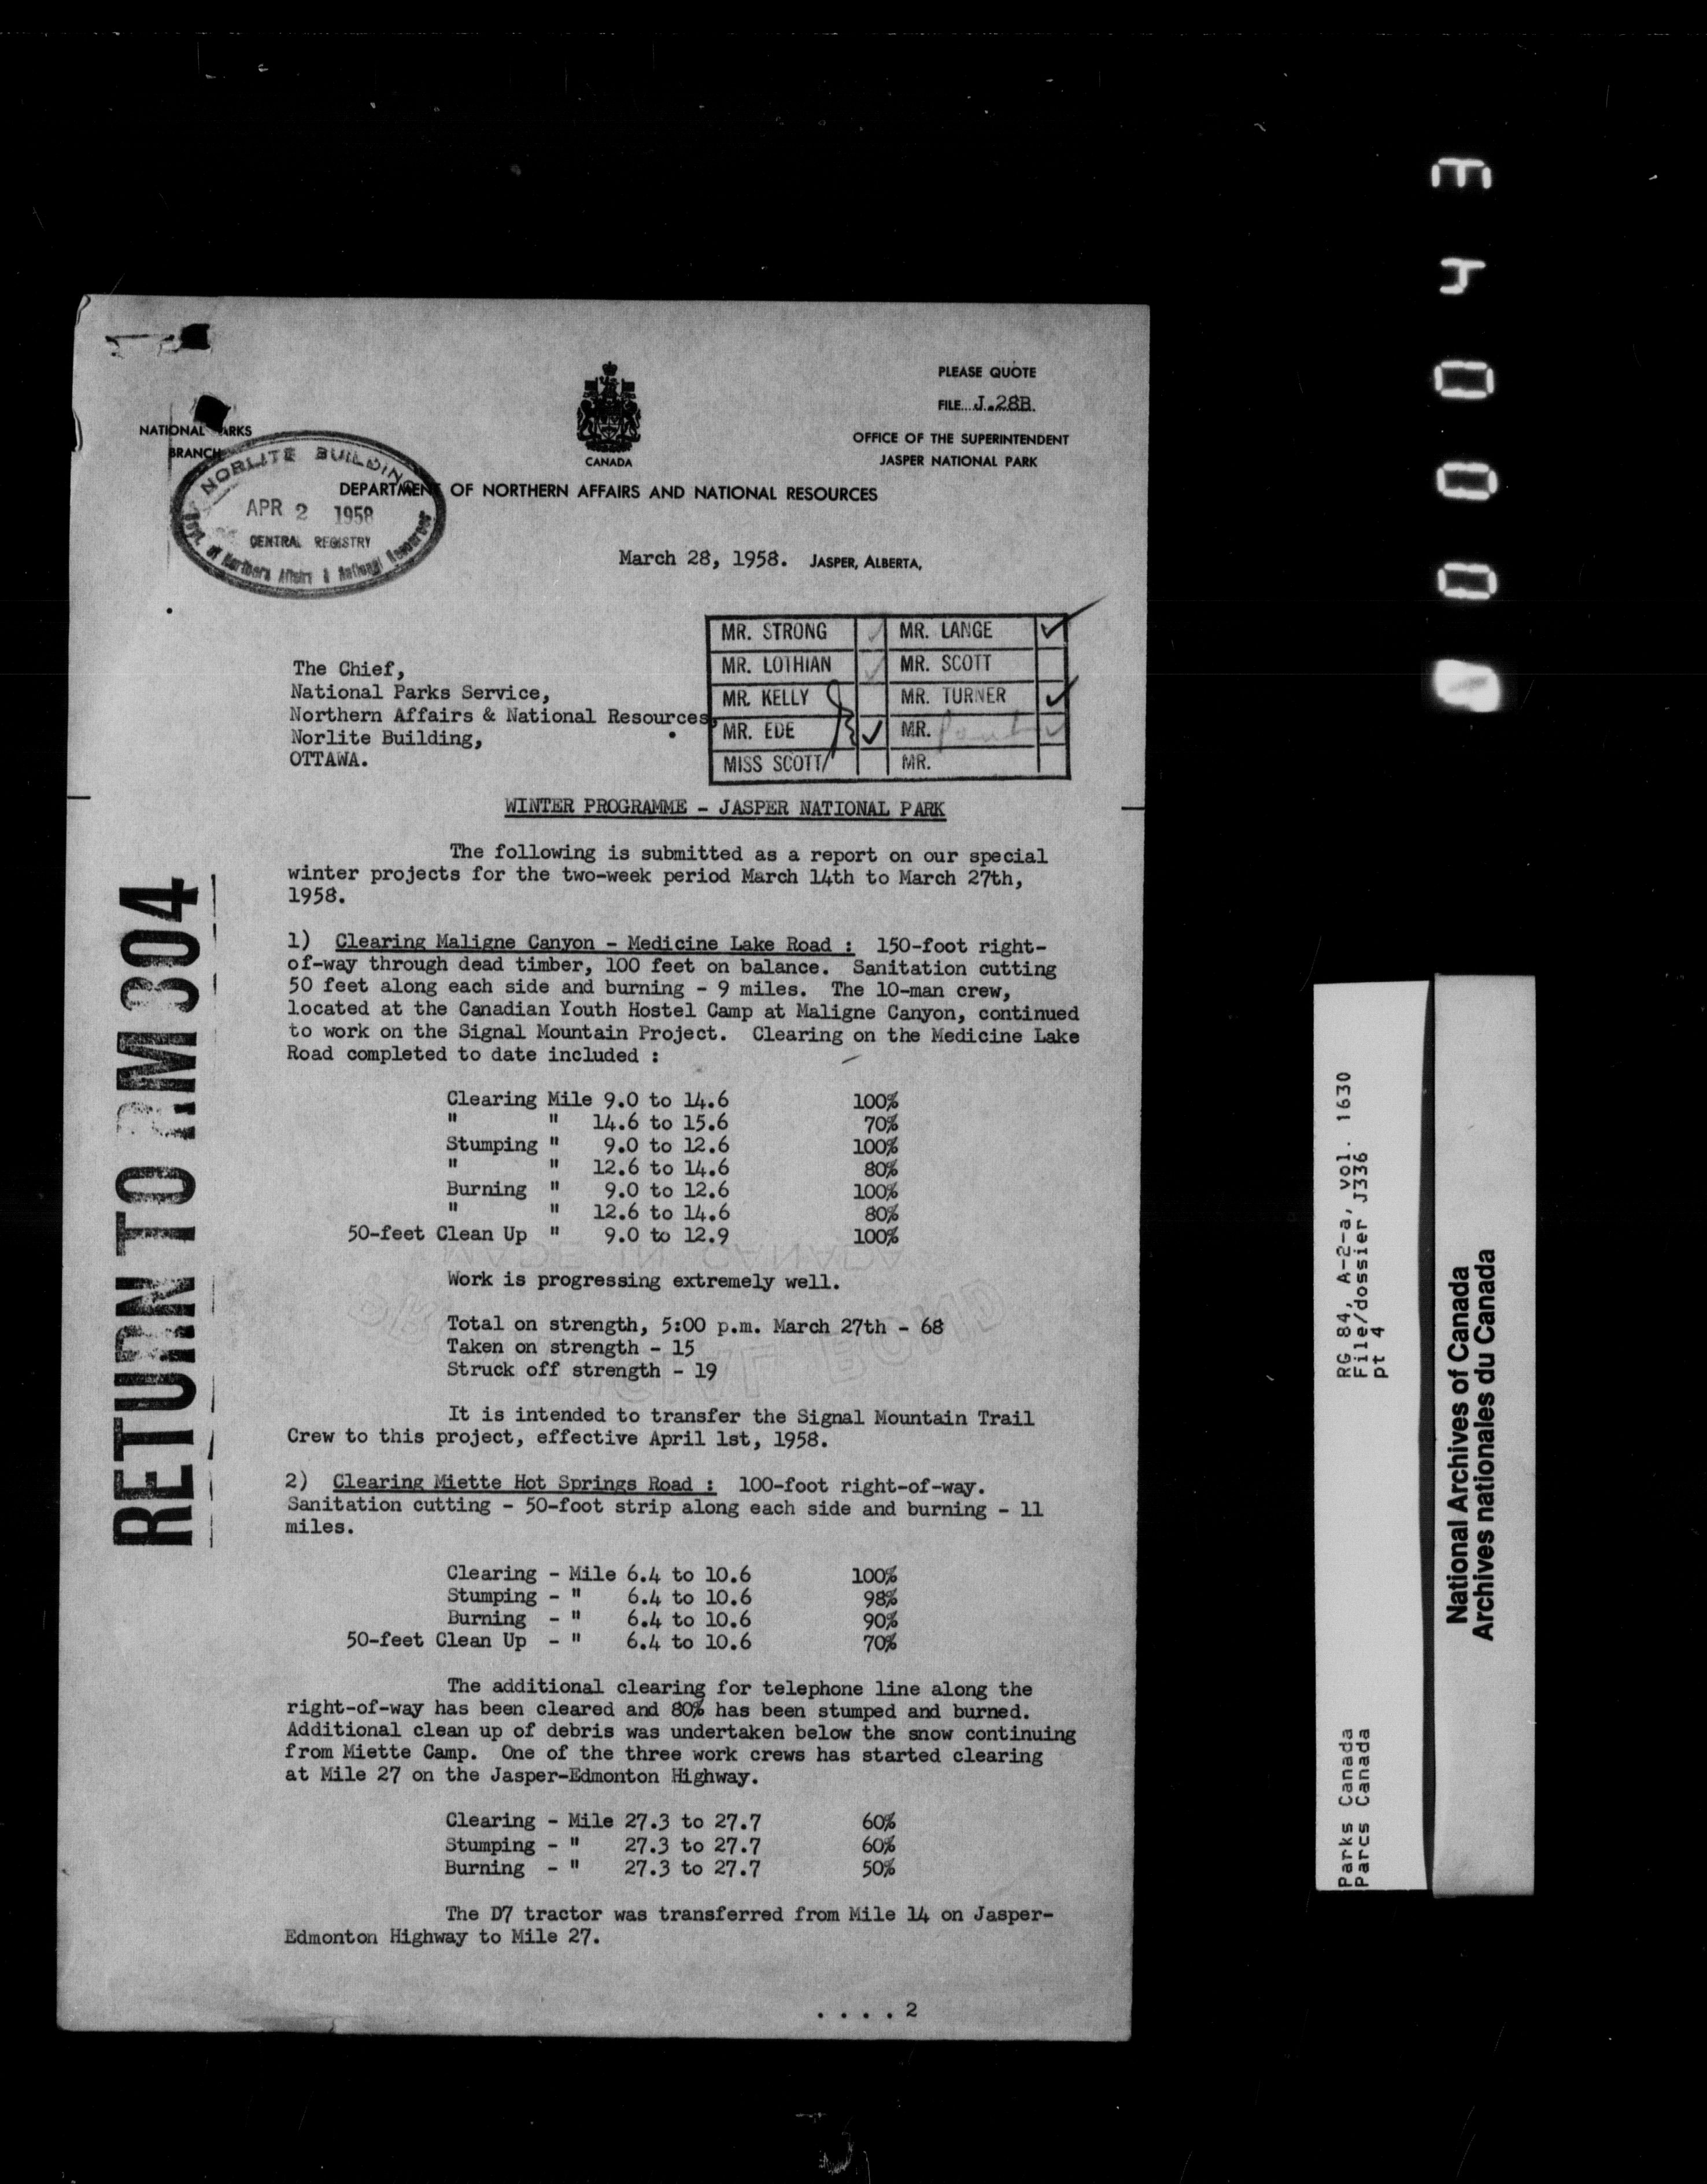 PLEASE QUOTE
FILE J.28B.
NATIONAL PARKS
BRANCH
OFFICE OF THE SUPERINTENDENT
JASPER NATIONAL PARK
CANADA
DEPARTMENT OF NORTHERN AFFAIRS AND NATIONAL RESOURCES
NORLITE BUILDING
APR 2 1958
CENTRAL REGISTRY
Dept. of Northern Affairs & National Resources
March 28, 1958. JASPER, ALBERTA,
MR. STRONG MR. LANGE
MR. LOTHIAN MR. SCOTT
MR. KELLY MR. TURNER
MR. EDE MR.
MISS SCOTT MR.
The Chief,
National Parks Service,
Northern Affairs & National Resources,
Norlite Building,
OTTAWA.
WINTER PROGRAMME - JASPER NATIONAL PARK
The following is submitted as a report on our special
winter projects for the two-week period March 14th to March 27th,
1958.
1) Clearing Maligne Canyon - Medicine Lake Road : 150-foot right-
of-way through dead timber, 100 feet on balance. Sanitation cutting
50 feet along each side and burning - 9 miles. The 10-man crew,
located at the Canadian Youth Hostel Camp at Maligne Canyon, continued
to work on the Signal Mountain Project. Clearing on the Medicine Lake
Road completed to date included :
Clearing Mile 9.0 to 14.6 100%
" " 14.6 to 15.6 70%
Stumping " 9.0 to 12.6 100%
" " 12.6 to 14.6 80%
Burning " 9.0 to 12.6 100%
" " 12.6 to 14.6 80%
50-feet Clean Up " 9.0 to 12.9 100%
Work is progressing extremely well.
Total on strength, 5:00 p.m. March 27th - 68
Taken on strength - 15
Struck off strength - 19
It is intended to transfer the Signal Mountain Trail
Crew to this project, effective April 1st, 1958.
2) Clearing Miette Hot Springs Road : 100-foot right-of-way.
Sanitation cutting - 50-foot strip along each side and burning - 11
miles.
Clearing - Mile 6.4 to 10.6 100%
Stumping - " 6.4 to 10.6 98%
Burning - " 6.4 to 10.6 90%
50-feet Clean Up - " 6.4 to 10.6 70%
The additional clearing for telephone line along the
right-of-way has been cleared and 80% has been stumped and burned.
Additional clean up of debris was undertaken below the snow continuing
from Miette Camp. One of the three work crews has started clearing
at Mile 27 on the Jasper-Edmonton Highway.
Clearing - Mile 27.3 to 27.7 60%
Stumping - " 27.3 to 27.7 60%
Burning - " 27.3 to 27.7 50%
The D7 tractor was transferred from Mile 14 on Jasper-
Edmonton Highway to Mile 27.
. . . . 2
RETURN TO RM 304
RG 84, A-2-a, vol. 1630
File/dossier J336
pt 4
Parks Canada
Parcs Canada
National Archives of Canada
Archives nationales du Canada